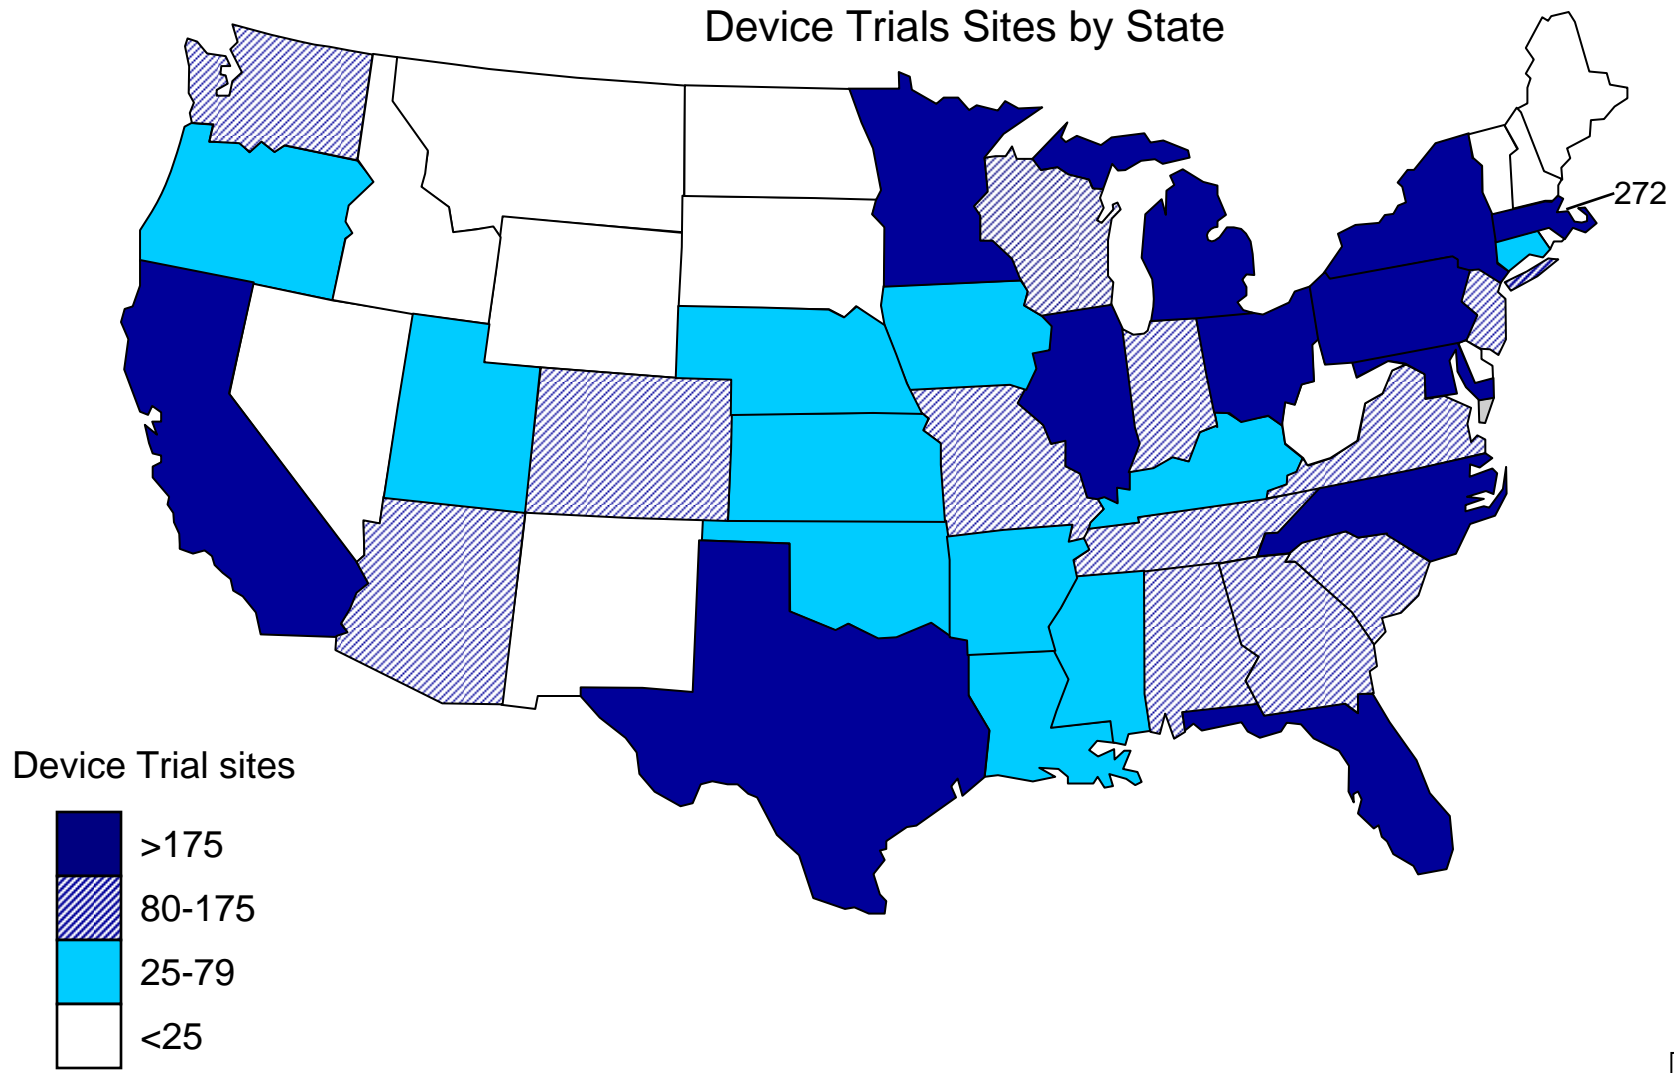 Device Trials Sites by State
272
Device Trial sites
>175
80-175
25-79
<25